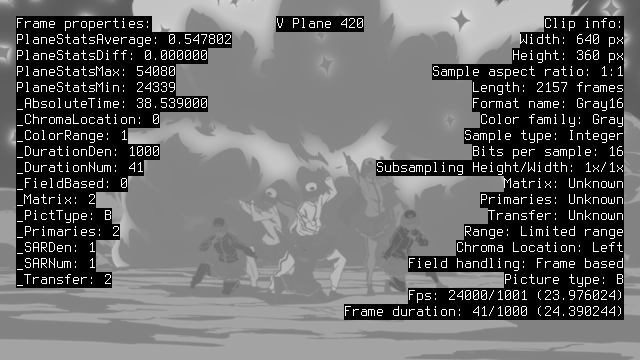 Frame properties:
PlaneStatsAverage: 0.547802
PlaneStatsDiff: 0.000000
PlaneStatsMax: 54080
PlaneStatsMin: 24339
_AbsoluteTime: 38.539000
_ChromaLocation: 0
_ColorRange: 1
_DurationDen: 1000
_DurationNum: 41
_FieldBased: 0
_Matrix: 2
_PictType: B
_Primaries: 2
_SARDen: 1
_SARNum: 1
_Transfer: 2
V Plane 420
Clip info:
Width: 640 px
Height: 360 px
Sample aspect ratio: 1:1
Length: 2157 frames
Format name: Gray16
Color family: Gray
Sample type: Integer
Bits per sample: 16
Subsampling Height/Width: 1x/1x
Matrix: Unknown
Primaries: Unknown
Transfer: Unknown
Range: Limited range
Chroma Location: Left
Field handling: Frame based
Picture type: B
Fps: 24000/1001 (23.976024)
Frame duration: 41/1000 (24.390244)